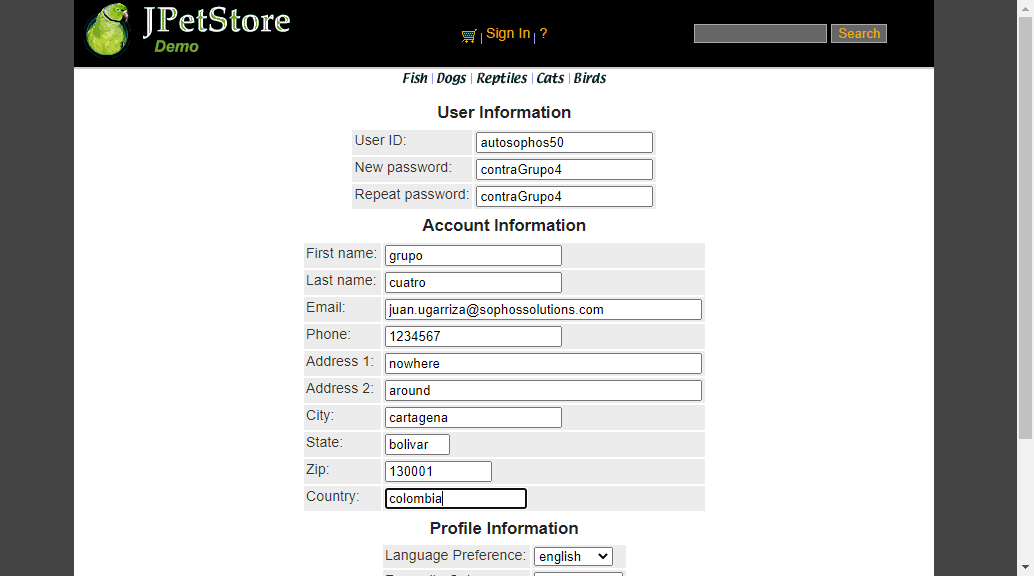 JPetStore
Demo
Sign In | ?
Search
Fish | Dogs | Reptiles | Cats | Birds
User Information
User ID: autosophos50
New password: contraGrupo4
Repeat password: contraGrupo4
Account Information
First name: grupo
Last name: cuatro
Email: juan.ugarriza@sophossolutions.com
Phone: 1234567
Address 1: nowhere
Address 2: around
City: cartagena
State: bolivar
Zip: 130001
Country: colombia
Profile Information
Language Preference: english